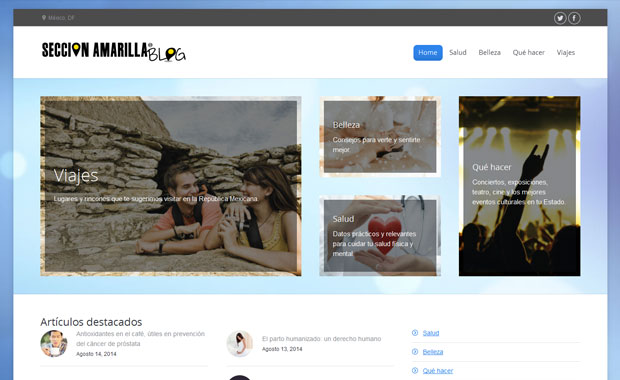 México, DF
SECCION AMARILLA® BLOG
Home Salud Belleza Qué hacer Viajes
Viajes
Lugares y rincones que te sugerimos visitar en la República Mexicana.
Belleza
Consejos para verte y sentirte
mejor.
Salud
Datos prácticos y relevantes
para cuidar tu salud física y
mental.
Qué hacer
Conciertos, exposiciones,
teatro, cine y los mejores
eventos culturales en tu Estado.
Artículos destacados
Antioxidantes en el café, útiles en prevención
del cáncer de próstata
Agosto 14, 2014
El parto humanizado: un derecho humano
Agosto 13, 2014
Salud
Belleza
Qué hacer